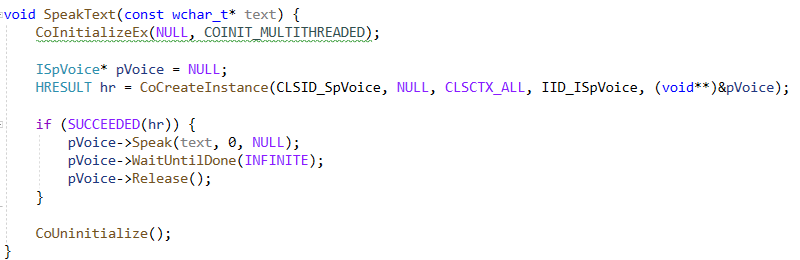 void SpeakText(const wchar_t* text) {
    CoInitializeEx(NULL, COINIT_MULTITHREADED);

    ISpVoice* pVoice = NULL;
    HRESULT hr = CoCreateInstance(CLSID_SpVoice, NULL, CLSCTX_ALL, IID_ISpVoice, (void**)&pVoice);

    if (SUCCEEDED(hr)) {
        pVoice->Speak(text, 0, NULL);
        pVoice->WaitUntilDone(INFINITE);
        pVoice->Release();
    }

    CoUninitialize();
}